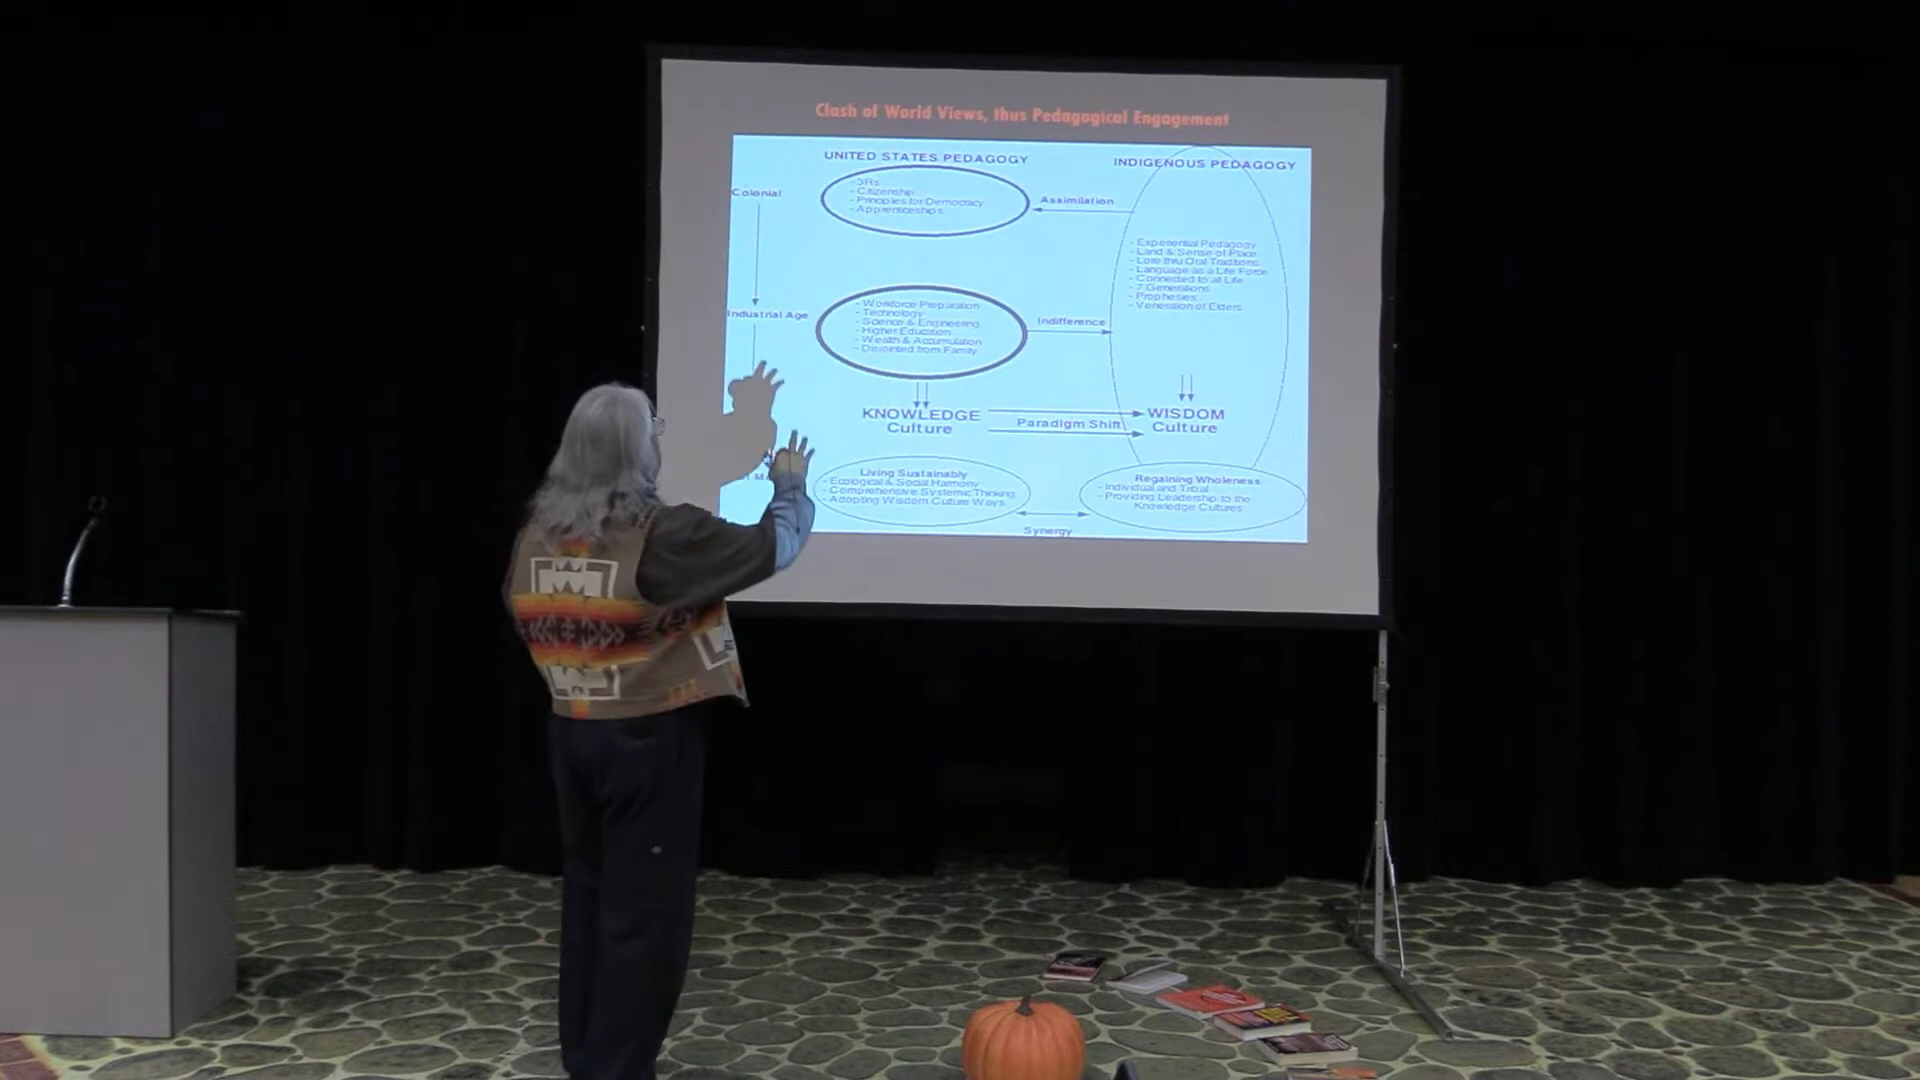 Clash of World Views, thus Pedagogical Engagement
UNITED STATES PEDAGOGY
INDIGENOUS PEDAGOGY
Colonial
- 3Rs
- Citizenship
- Principles for Democracy
- Apprenticeships
Assimilation
- Experiential Pedagogy
- Land & Sense of Place
- Lore thru Oral Traditions
- Language as a Life Force
- Connected to all Life
- 7 Generations
- Prophesies
- Veneration of Elders
Industrial Age
- Workforce Preparation
- Technology
- Science & Engineering
- Higher Education
- Wealth & Accumulation
- Disjointed from Family
Indifference
KNOWLEDGE
Culture
Paradigm Shift
WISDOM
Culture
Living Sustainably
- Ecological & Social Harmony
- Comprehensive Systemic Thinking
- Adopting Wisdom Culture Ways
Regaining Wholeness
- Individual and Tribal
- Providing Leadership to the
Knowledge Cultures
Synergy